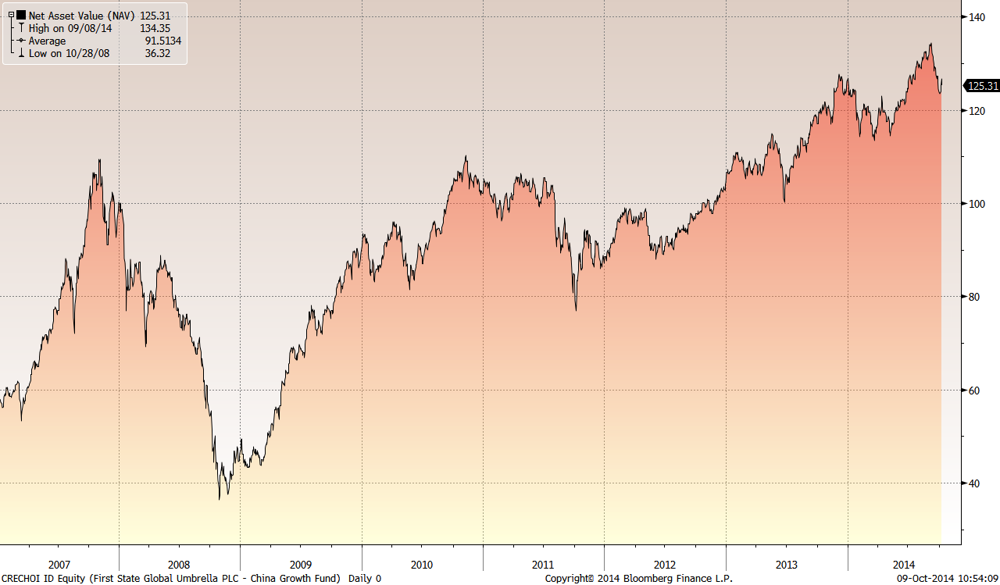 Net Asset Value (NAV) 125.31
High on 09/08/14 134.35
Average 91.5134
Low on 10/28/08 36.32
140
125.31
120
100
80
60
40
2007 2008 2009 2010 2011 2012 2013 2014
CRECHOI ID Equity (First State Global Umbrella PLC - China Growth Fund) Daily 0 Copyright© 2014 Bloomberg Finance L.P. 09-Oct-2014 10:54:09